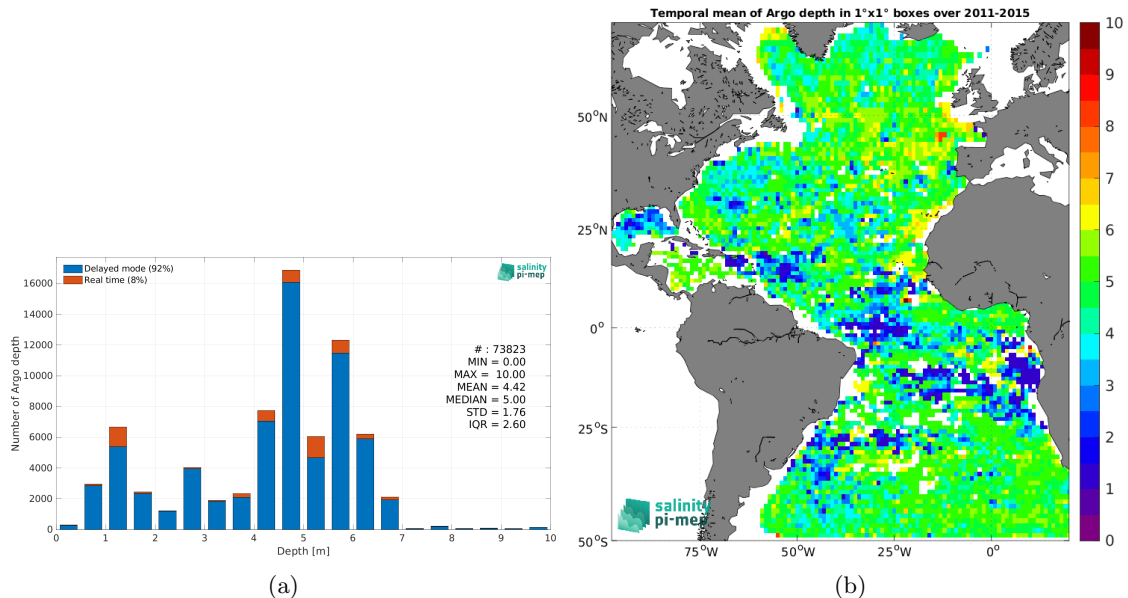 Delayed mode (92%)
Real time (8%)
salinity
pi-mep
# : 73823
MIN = 0.00
MAX = 10.00
MEAN = 4.42
MEDIAN = 5.00
STD = 1.76
IQR = 2.60
Number of Argo depth
16000
14000
12000
10000
8000
6000
4000
2000
0
0 1 2 3 4 5 6 7 8 9 10
Depth [m]
(a)
Temporal mean of Argo depth in 1°x1° boxes over 2011-2015
50°N
25°N
0°
25°S
50°S
75°W 50°W 25°W 0°
salinity
pi-mep
10
9
8
7
6
5
4
3
2
1
0
(b)